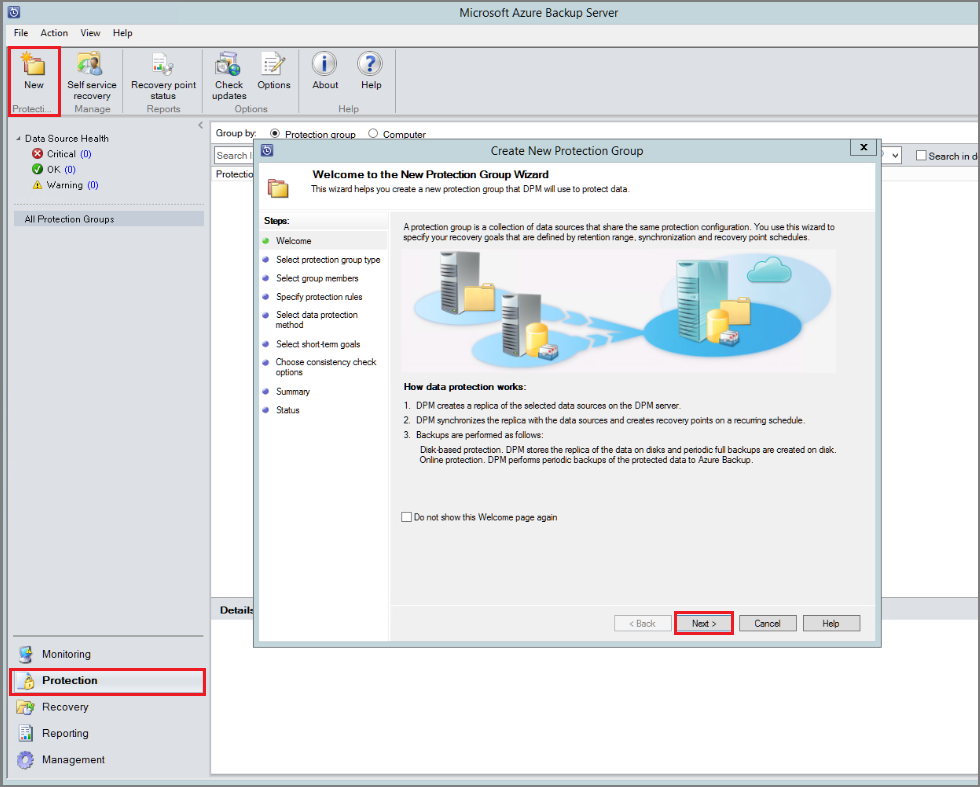 Microsoft Azure Backup Server
File Action View Help
New
Protecti...
Self service
recovery
Manage
Recovery point
status
Reports
Check
updates
Options
Options
About
Help
Help
Data Source Health
Critical (0)
OK (0)
Warning (0)
All Protection Groups
Group by: Protection group Computer
Search
Search in d
Protectio
Details
Create New Protection Group
x
Welcome to the New Protection Group Wizard
This wizard helps you create a new protection group that DPM will use to protect data.
Steps:
Welcome
Select protection group type
Select group members
Specify protection rules
Select data protection
method
Select short-term goals
Choose consistency check
options
Summary
Status
A protection group is a collection of data sources that share the same protection configuration. You use this wizard to
specify your recovery goals that are defined by retention range, synchronization and recovery point schedules.
How data protection works:
1. DPM creates a replica of the selected data sources on the DPM server.
2. DPM synchronizes the replica with the data sources and creates recovery points on a recurring schedule.
3. Backups are performed as follows:
Disk-based protection. DPM stores the replica of the data on disks and periodic full backups are created on disk.
Online protection. DPM performs periodic backups of the protected data to Azure Backup.
Do not show this Welcome page again
< Back Next > Cancel Help
Monitoring
Protection
Recovery
Reporting
Management